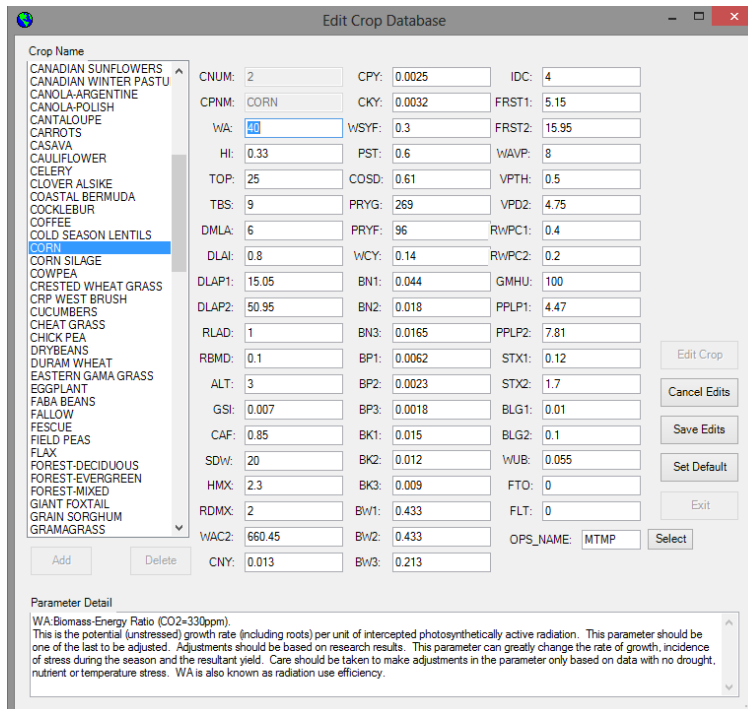 Edit Crop Database
Crop Name
CANADIAN SUNFLOWERS
CANADIAN WINTER PASTU
CANOLA-ARGENTINE
CANOLA-POLISH
CANTALOUPE
CARROTS
CASAVA
CAULIFLOWER
CELERY
CLOVER ALSIKE
COASTAL BERMUDA
COCKLEBUR
COFFEE
COLD SEASON LENTILS
CORN
CORN SILAGE
COWPEA
CRESTED WHEAT GRASS
CRP WEST BRUSH
CUCUMBERS
CHEAT GRASS
CHICK PEA
DRYBEANS
DURAM WHEAT
EASTERN GAMA GRASS
EGGPLANT
FABA BEANS
FALLOW
FESCUE
FIELD PEAS
FLAX
FOREST-DECIDUOUS
FOREST-EVERGREEN
FOREST-MIXED
GIANT FOXTAIL
GRAIN SORGHUM
GRAMAGRASS
Add Delete
CNUM: 2
CPNM: CORN
WA: 40
HI: 0.33
TOP: 25
TBS: 9
DMLA: 6
DLAI: 0.8
DLAP1: 15.05
DLAP2: 50.95
RLAD: 1
RBMD: 0.1
ALT: 3
GSI: 0.007
CAF: 0.85
SDW: 20
HMX: 2.3
RDMX: 2
WAC2: 660.45
CNY: 0.013
CPY: 0.0025
CKY: 0.0032
WSYF: 0.3
PST: 0.6
COSD: 0.61
PRYG: 269
PRYF: 96
WCY: 0.14
BN1: 0.044
BN2: 0.018
BN3: 0.0165
BP1: 0.0062
BP2: 0.0023
BP3: 0.0018
BK1: 0.015
BK2: 0.012
BK3: 0.009
BW1: 0.433
BW2: 0.433
BW3: 0.213
IDC: 4
FRST1: 5.15
FRST2: 15.95
WAVP: 8
VPTH: 0.5
VPD2: 4.75
RWPC1: 0.4
RWPC2: 0.2
GMHU: 100
PPLP1: 4.47
PPLP2: 7.81
STX1: 0.12
STX2: 1.7
BLG1: 0.01
BLG2: 0.1
WUB: 0.055
FTO: 0
FLT: 0
OPS_NAME: MTMP Select
Edit Crop
Cancel Edits
Save Edits
Set Default
Exit
Parameter Detail
WA:Biomass-Energy Ratio (CO2=330ppm).
This is the potential (unstressed) growth rate (including roots) per unit of intercepted photosynthetically active radiation. This parameter should be
one of the last to be adjusted. Adjustments should be based on research results. This parameter can greatly change the rate of growth, incidence
of stress during the season and the resultant yield. Care should be taken to make adjustments in the parameter only based on data with no drought,
nutrient or temperature stress. WA is also known as radiation use efficiency.